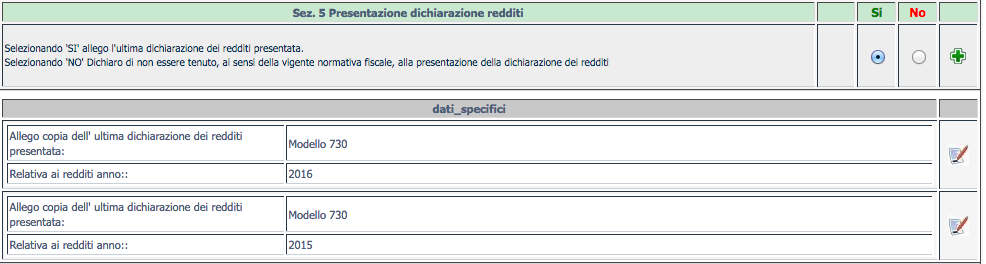 Sez. 5 Presentazione dichiarazione redditi Si No
Selezionando 'SI' allego l'ultima dichiarazione dei redditi presentata.
Selezionando 'NO' Dichiaro di non essere tenuto, ai sensi della vigente normativa fiscale, alla presentazione della dichiarazione dei redditi
dati_specifici
Allego copia dell' ultima dichiarazione dei redditi
presentata:
Modello 730
Relativa ai redditi anno:: 2016
Allego copia dell' ultima dichiarazione dei redditi
presentata:
Modello 730
Relativa ai redditi anno:: 2015